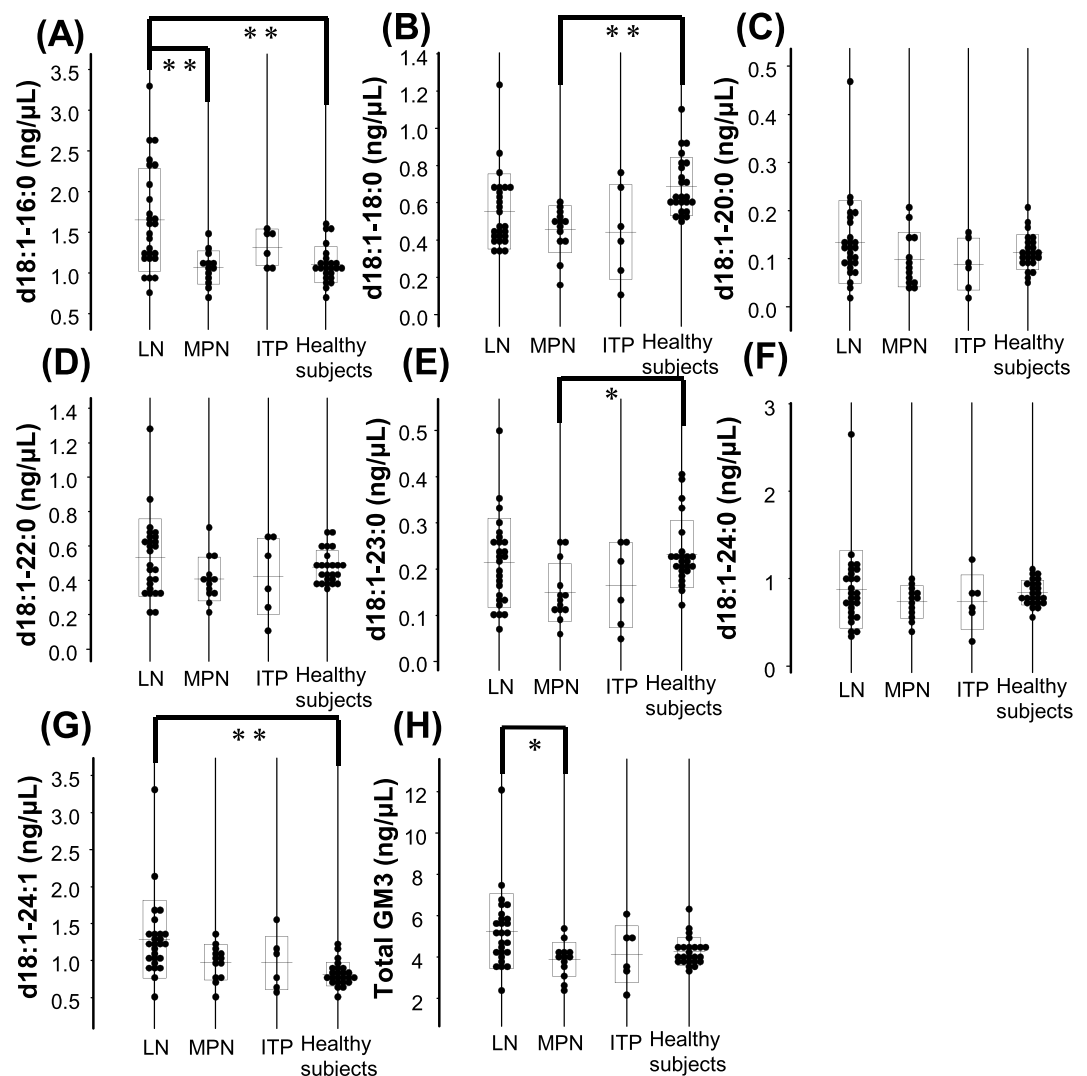 (A)
d18:1-16:0 (ng/µL)
3.5
3.0
2.5
2.0
1.5
1.0
0.5
* *
* *
LN MPN ITP Healthy
subjects
(B)
d18:1-18:0 (ng/µL)
1.4
1.2
1.0
0.8
0.6
0.4
0.2
0.0
* *
LN MPN ITP Healthy
subjects
(C)
d18:1-20:0 (ng/µL)
0.5
0.4
0.3
0.2
0.1
0.0
LN MPN ITP Healthy
subjects
(D)
d18:1-22:0 (ng/µL)
1.4
1.2
1.0
0.8
0.6
0.4
0.2
0.0
LN MPN ITP Healthy
subjects
(E)
d18:1-23:0 (ng/µL)
0.5
0.4
0.3
0.2
0.1
0.0
*
LN MPN ITP Healthy
subjects
(F)
d18:1-24:0 (ng/µL)
3
2
1
0
LN MPN ITP Healthy
subjects
(G)
d18:1-24:1 (ng/µL)
3.5
3.0
2.5
2.0
1.5
1.0
0.5
* *
LN MPN ITP Healthy
subjects
(H)
Total GM3 (ng/µL)
12
10
8
6
4
2
*
LN MPN ITP Healthy
subjects